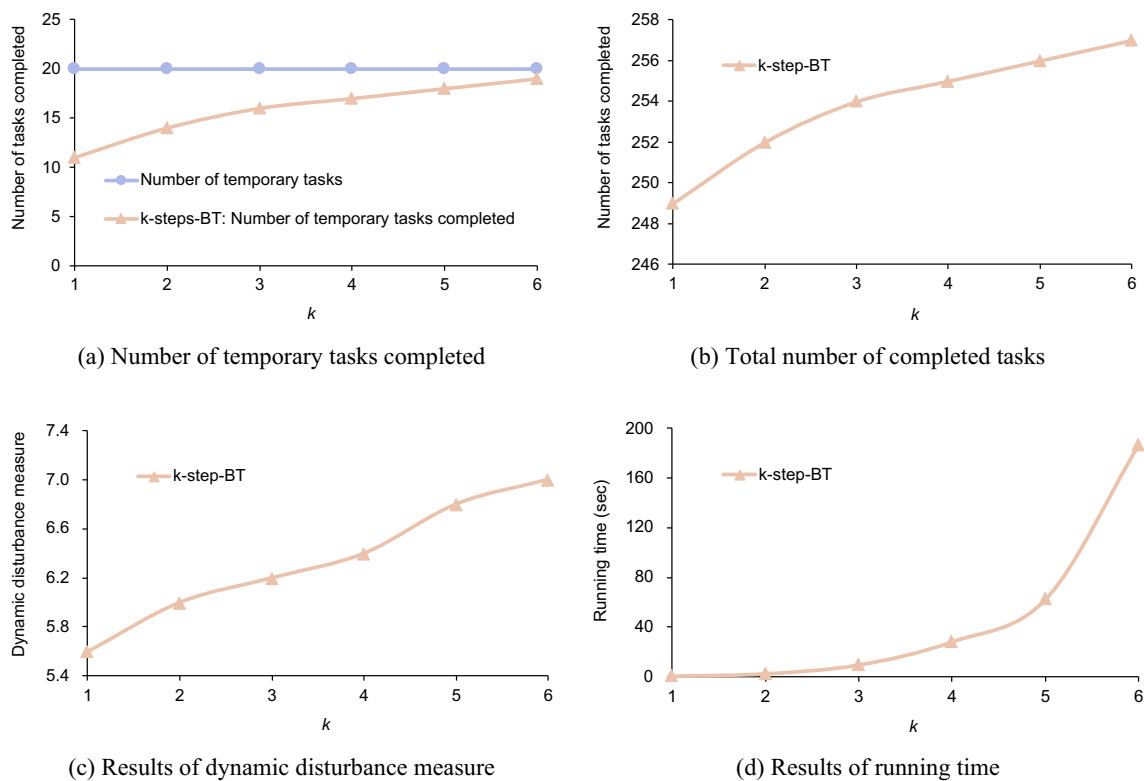 Number of tasks completed
25
20
15
10
5
0
Number of temporary tasks
k-steps-BT: Number of temporary tasks completed
1 2 3 4 5 6
k
(a) Number of temporary tasks completed
Number of tasks completed
258
256
254
252
250
248
246
k-step-BT
1 2 3 4 5 6
k
(b) Total number of completed tasks
Dynamic disturbance measure
7.4
7.0
6.6
6.2
5.8
5.4
k-step-BT
1 2 3 4 5 6
k
(c) Results of dynamic disturbance measure
Running time (sec)
200
160
120
80
40
0
k-step-BT
1 2 3 4 5 6
k
(d) Results of running time